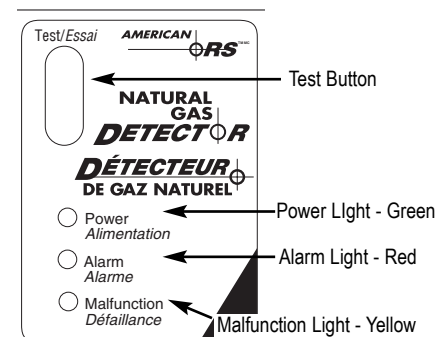 Test/Essai
AMERICAN
ORS
Test Button
NATURAL
GAS
DETECTOR
DÉTECTEUR
DE GAZ NATUREL
Power
Alimentation
Power LIght - Green
Alarm
Alarme
Alarm Light - Red
Malfunction
Défaillance
Malfunction Light - Yellow